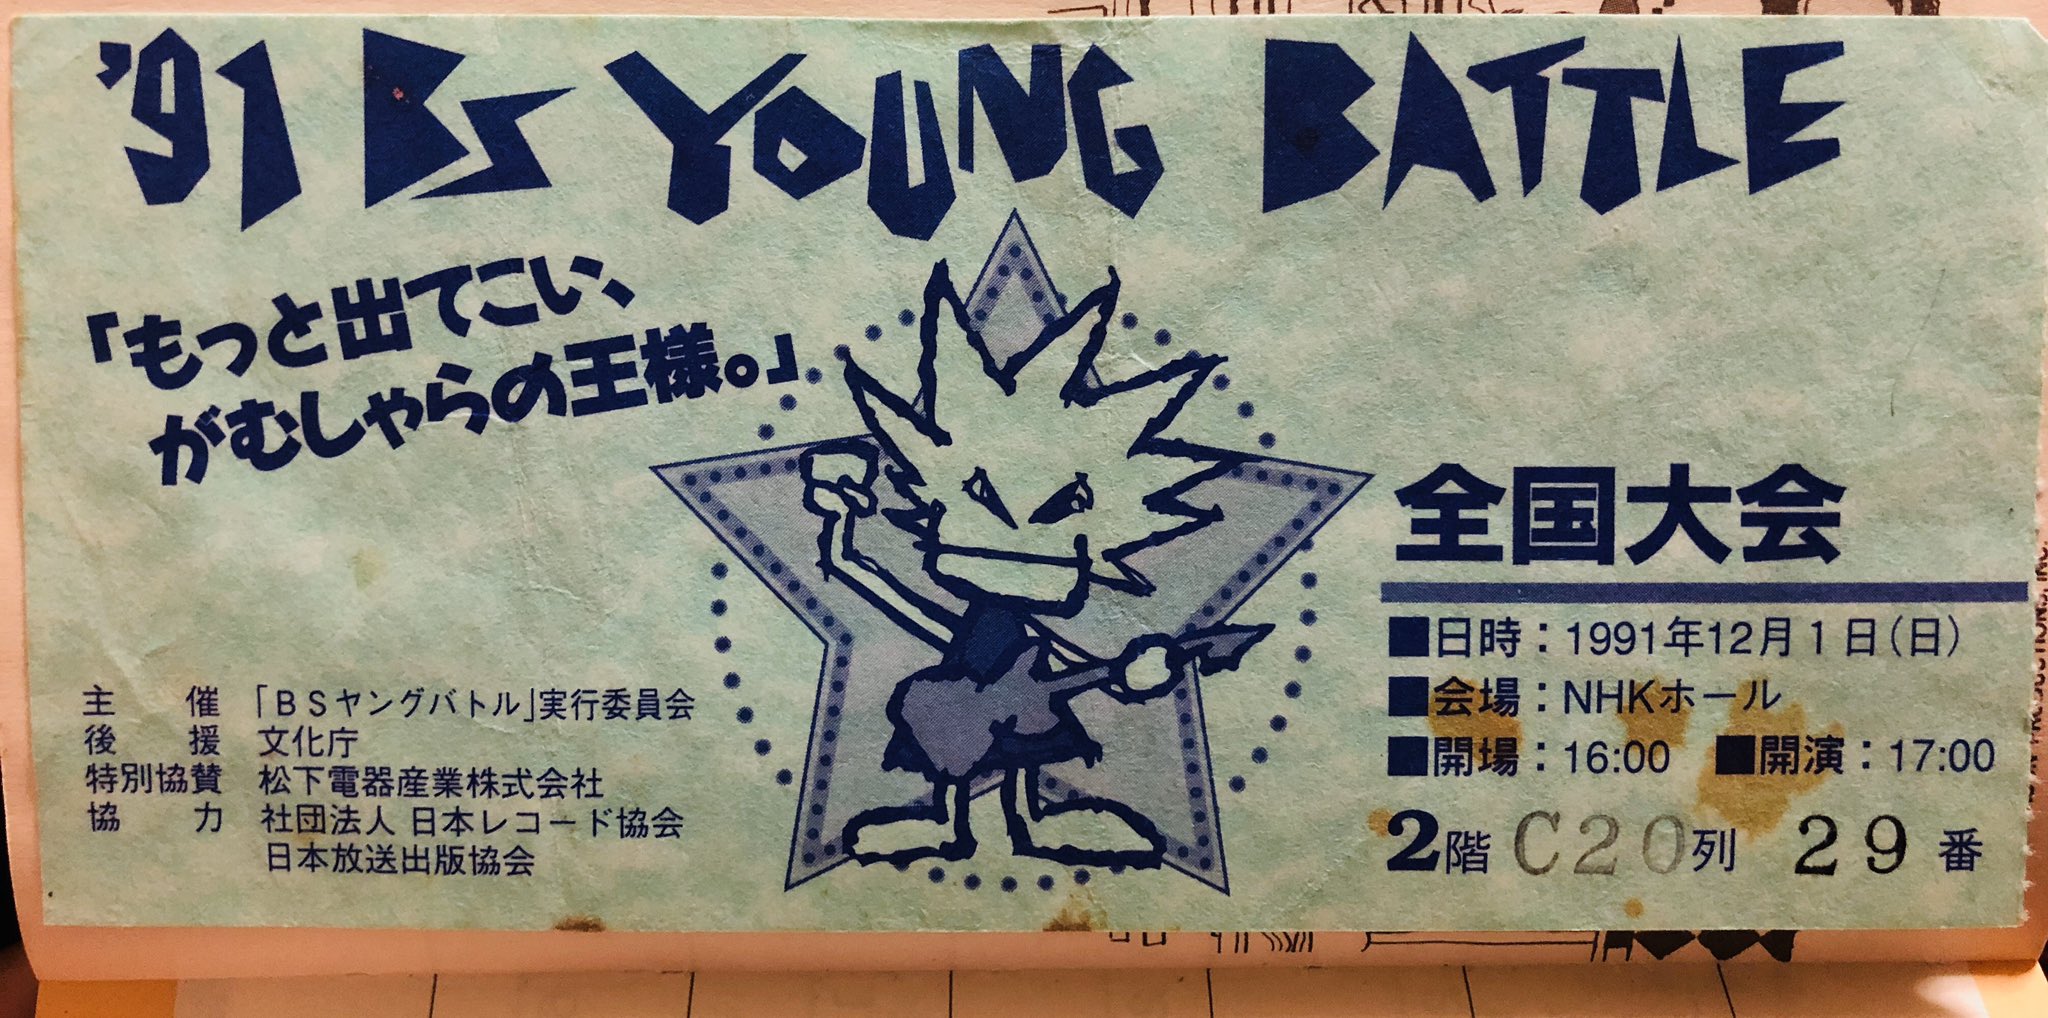 '91 BS YOUNG BATTLE
「もっと出てこい、
がむしゃらの王様。」
全国大会
■日時：1991年12月1日（日）
■会場：NHKホール
■開場：16:00 ■開演：17:00
2階 C20列 29番
主催 「BSヤングバトル」実行委員会
後援 文化庁
特別協賛 松下電器産業株式会社
協力 社団法人 日本レコード協会
日本放送出版協会